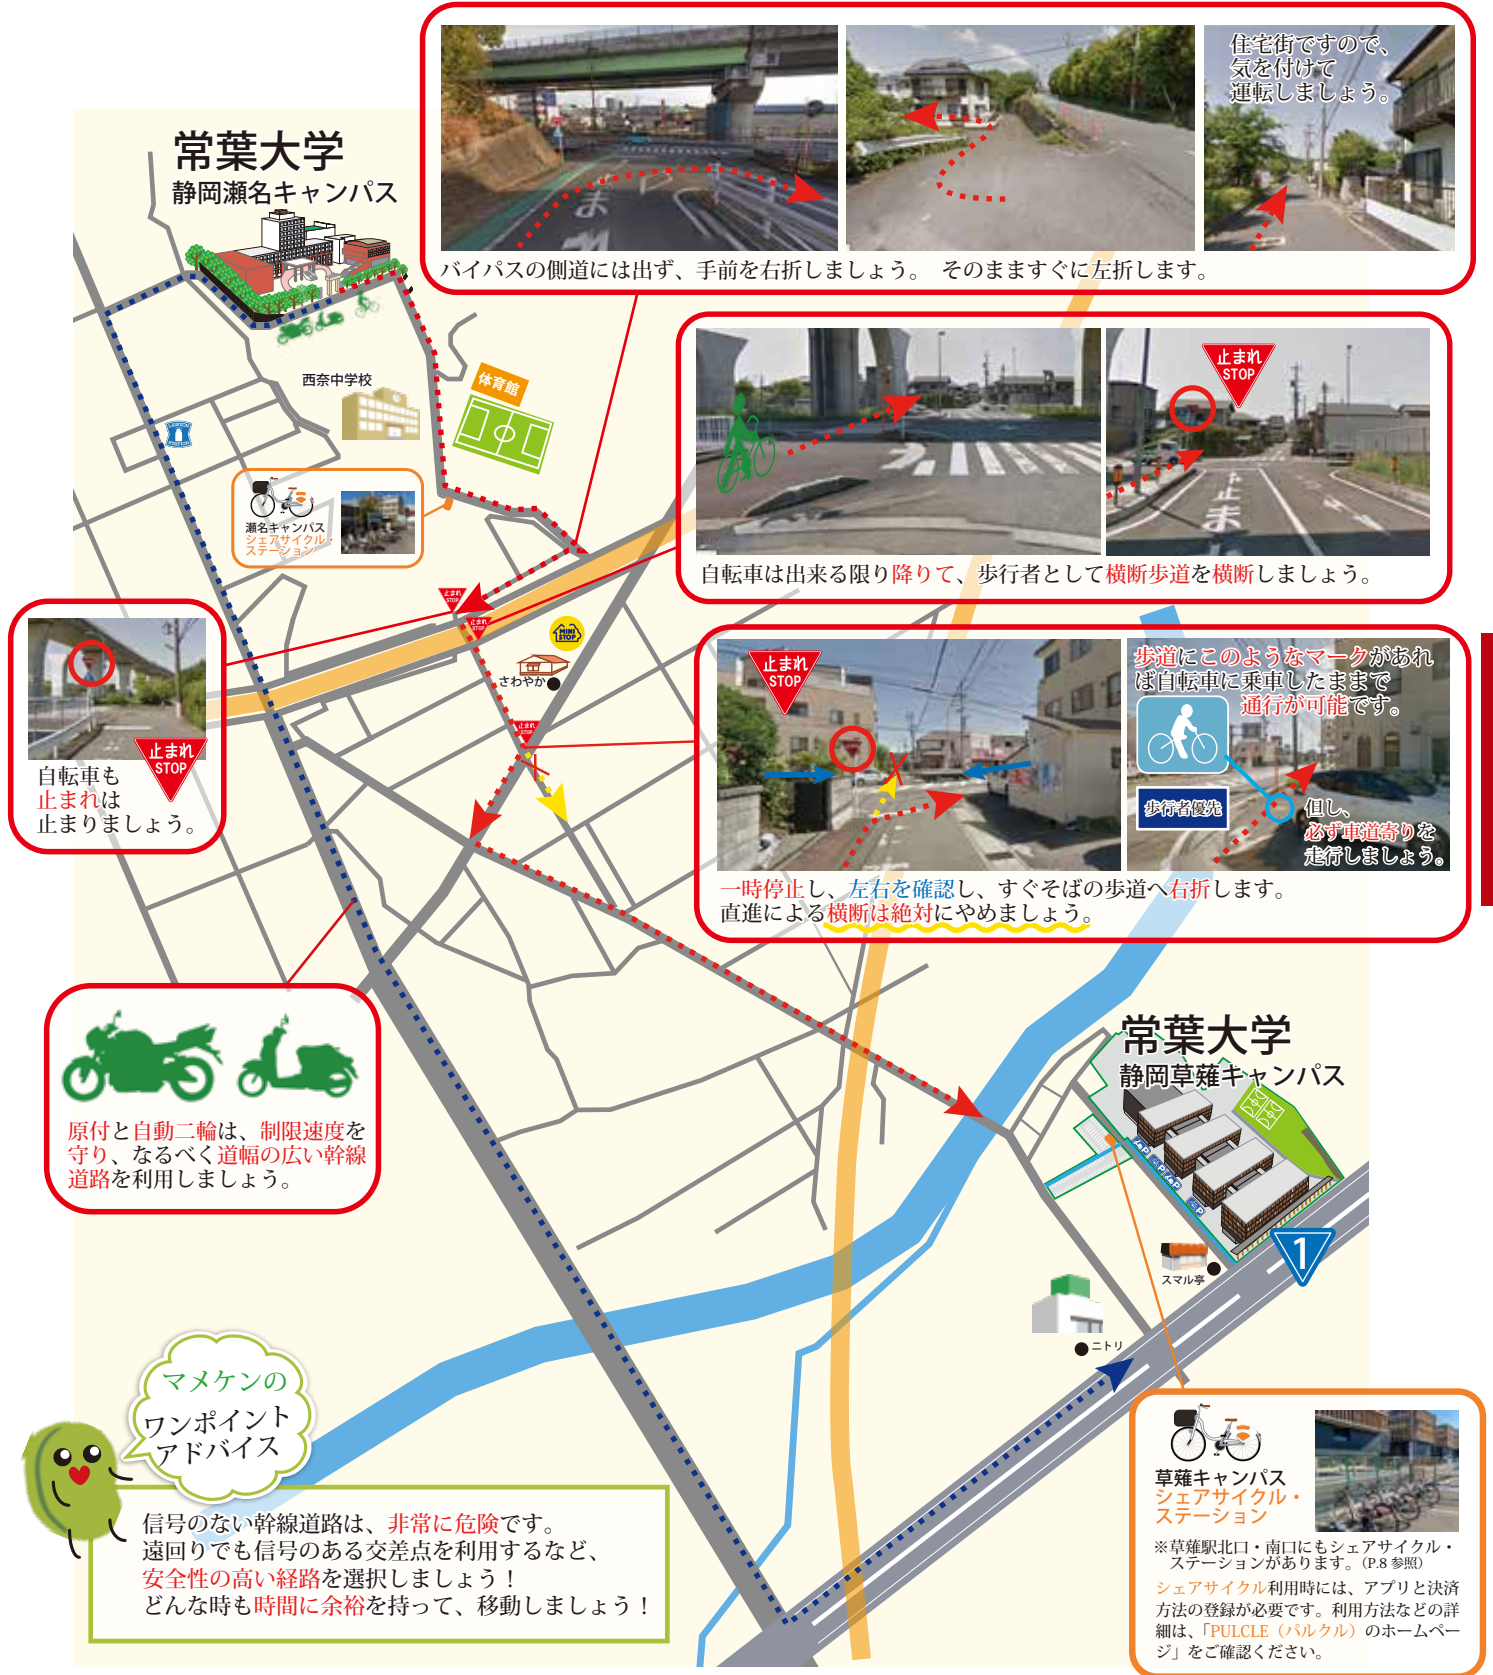 常葉大学
静岡瀬名キャンパス
住宅街ですので、
気を付けて
運転しましょう。
バイパスの側道には出ず、手前を右折しましょう。 そのまますぐに左折します。
西奈中学校
体育館
瀬名キャンパス
シェアサイクル・
ステーション
止まれ
STOP
自転車は出来る限り降りて、歩行者として横断歩道を横断しましょう。
止まれ
STOP
止まれ
STOP
MINI
STOP
さわやか
止まれ
STOP
止まれ
STOP
自転車も
止まれは
止まりましょう。
止まれ
STOP
歩道にこのようなマークがあれ
ば自転車に乗車したままで
通行が可能です。
歩行者優先
但し、
必ず車道寄りを
走行しましょう。
一時停止し、左右を確認し、すぐそばの歩道へ右折します。
直進による横断は絶対にやめましょう。
原付と自動二輪は、制限速度を
守り、なるべく道幅の広い幹線
道路を利用しましょう。
常葉大学
静岡草薙キャンパス
P
P
P
P
1
スマル亭
ニトリ
マメケンの
ワンポイント
アドバイス
信号のない幹線道路は、非常に危険です。
遠回りでも信号のある交差点を利用するなど、
安全性の高い経路を選択しましょう！
どんな時も時間に余裕を持って、移動しましょう！
草薙キャンパス
シェアサイクル・
ステーション
※草薙駅北口・南口にもシェアサイクル・
ステーションがあります。（P.8 参照）
シェアサイクル利用時には、アプリと決済
方法の登録が必要です。利用方法などの詳
細は、「PULCLE（パルクル）のホームペー
ジ」をご確認ください。